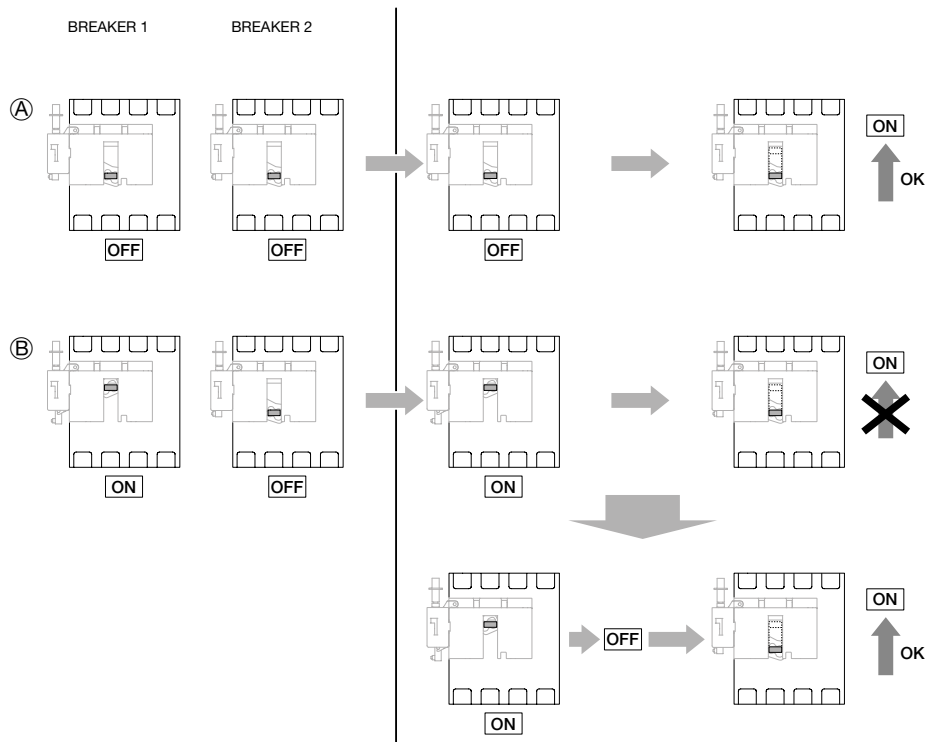 BREAKER 1 BREAKER 2
Ⓐ
ON
OK
OFF OFF OFF
Ⓑ
ON
ON OFF ON
ON
OFF
OK
ON